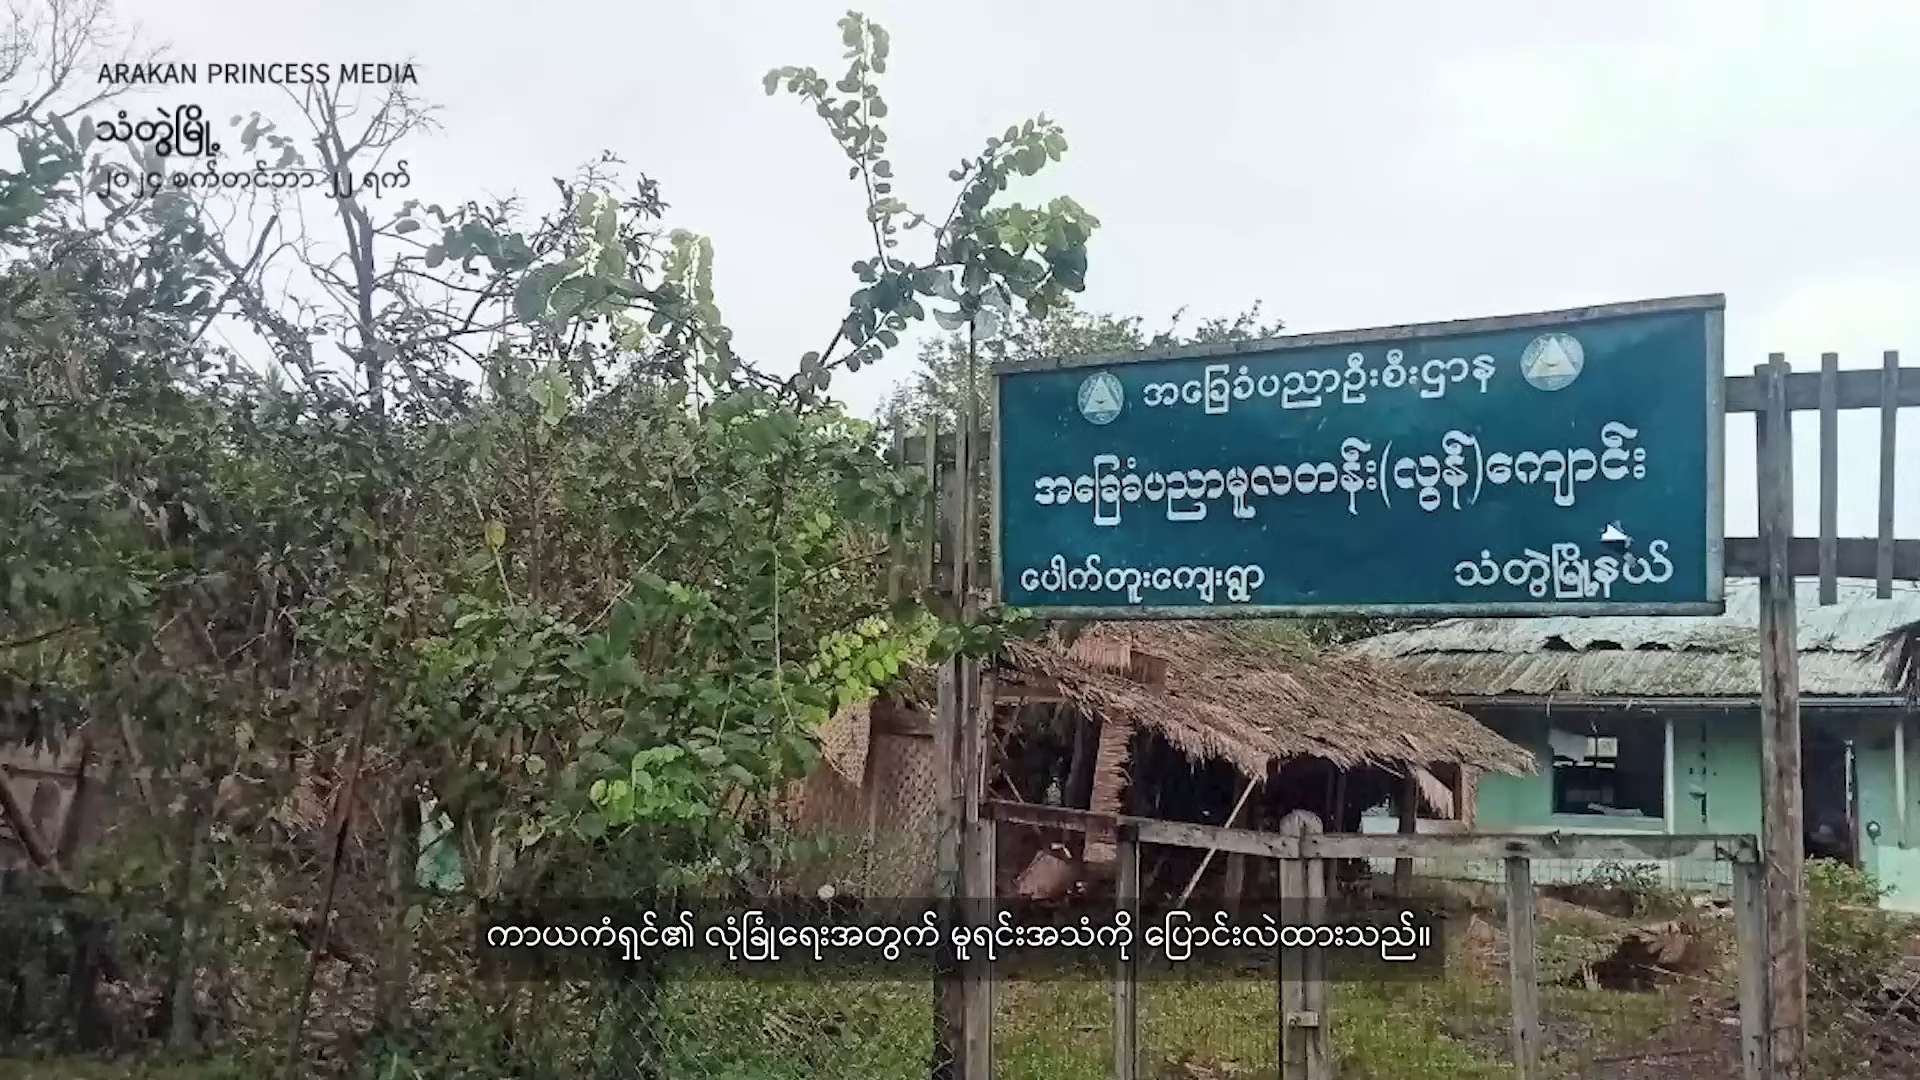 ARAKAN PRINCESS MEDIA
သံတွဲမြို့
၂၀၂၄ စက်တင်ဘာ ၂၂ ရက်
အခြေခံပညာဦးစီးဌာန
အခြေခံပညာမူလတန်း(လွန်)ကျောင်း
ပေါက်တူးကျေးရွာ သံတွဲမြို့နယ်
ကာယကံရှင်၏ လုံခြုံရေးအတွက် မူရင်းအသံကို ပြောင်းလဲထားသည်။